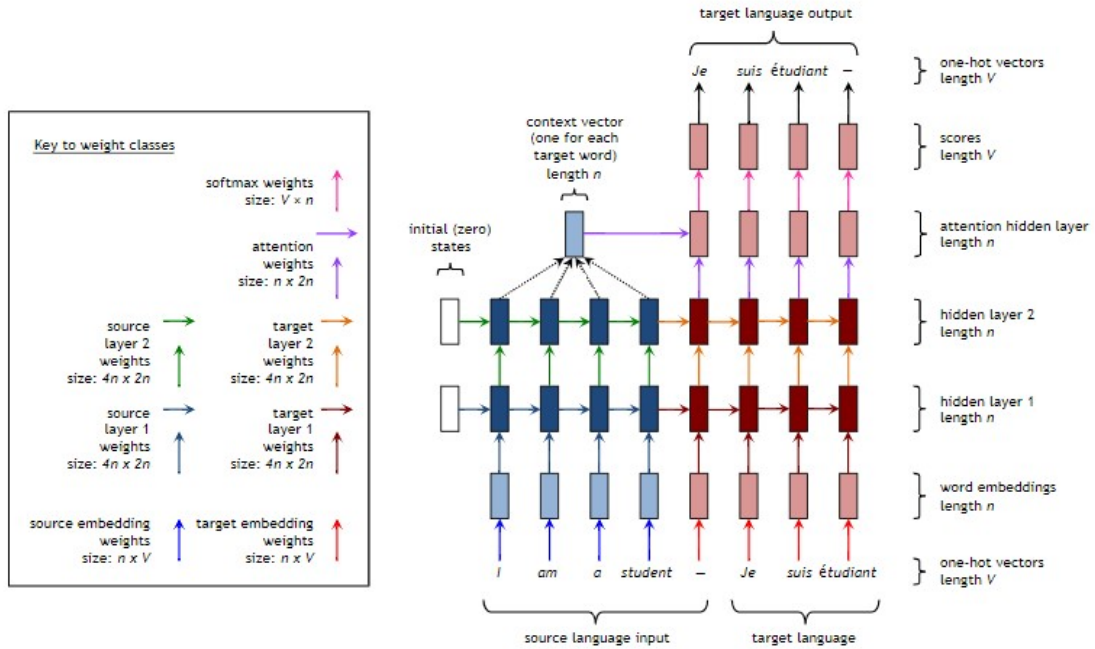 target language output
Je suis étudiant –
one-hot vectors
length V
context vector
(one for each
target word)
length n
scores
length V
initial (zero)
states
attention hidden layer
length n
hidden layer 2
length n
hidden layer 1
length n
word embeddings
length n
I am a student – Je suis étudiant
one-hot vectors
length V
source language input
target language
Key to weight classes
softmax weights
size: V × n
attention
weights
size: n x 2n
source
layer 2
weights
size: 4n x 2n
target
layer 2
weights
size: 4n x 2n
source
layer 1
weights
size: 4n x 2n
target
layer 1
weights
size: 4n x 2n
source embedding
weights
size: n x V
target embedding
weights
size: n x V